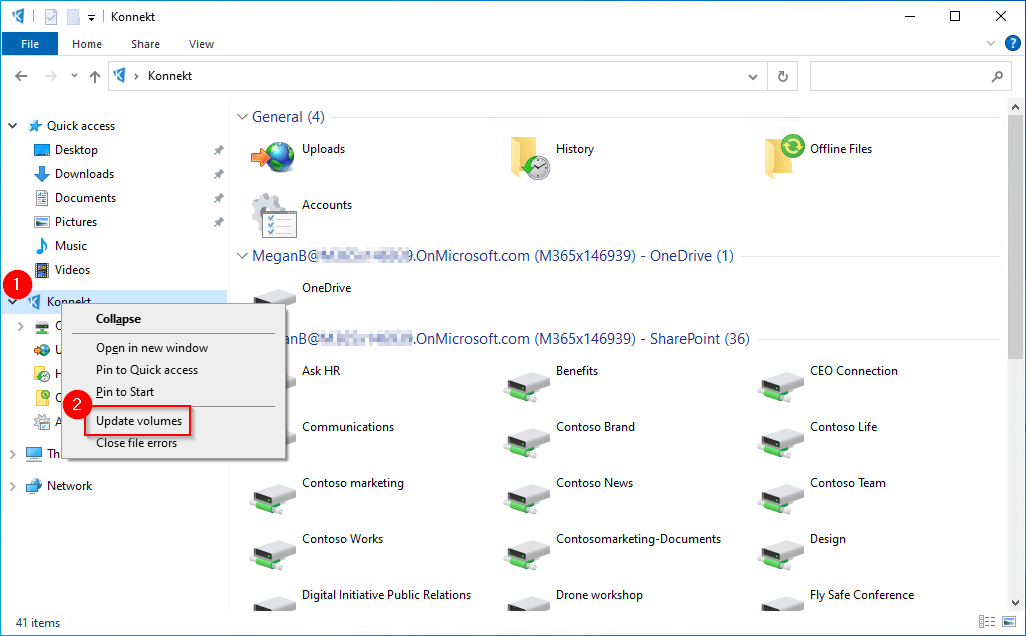 Konnekt
File Home Share View
Konnekt
Quick access
Desktop
Downloads
Documents
Pictures
Music
Videos
1
Konnekt
Collapse
Open in new window
Pin to Quick access
Pin to Start
2
Update volumes
Close file errors
Network
General (4)
Uploads History Offline Files
Accounts
MeganB@ .OnMicrosoft.com (M365x146939) - OneDrive (1)
OneDrive
anB@ .OnMicrosoft.com (M365x146939) - SharePoint (36)
Ask HR Benefits CEO Connection
Communications Contoso Brand Contoso Life
Contoso marketing Contoso News Contoso Team
Contoso Works Contosomarketing-Documents Design
Digital Initiative Public Relations Drone workshop Fly Safe Conference
41 items